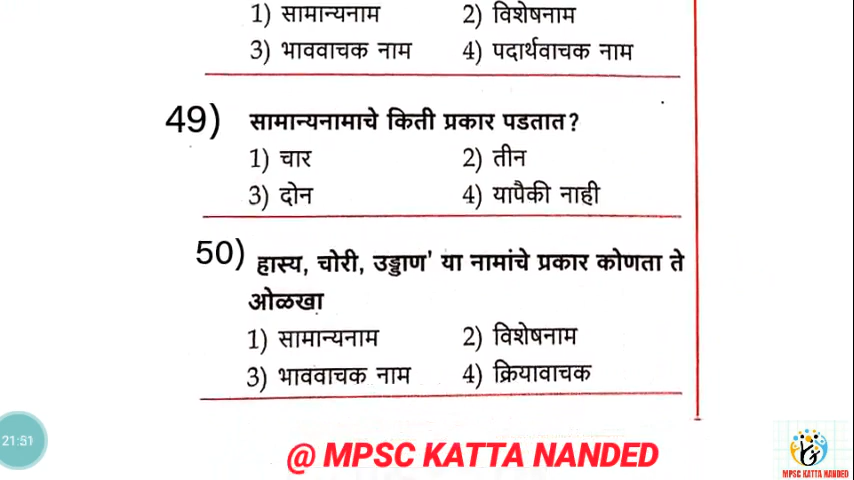 1) सामान्यनाम 2) विशेषनाम
3) भाववाचक नाम 4) पदार्थवाचक नाम
49) सामान्यनामाचे किती प्रकार पडतात?
1) चार 2) तीन
3) दोन 4) यापैकी नाही
50) हास्य, चोरी, उड्डाण' या नामांचे प्रकार कोणता ते
ओळखा
1) सामान्यनाम 2) विशेषनाम
3) भाववाचक नाम 4) क्रियावाचक
21:51
@ MPSC KATTA NANDED
MPSC KATTA NANDED